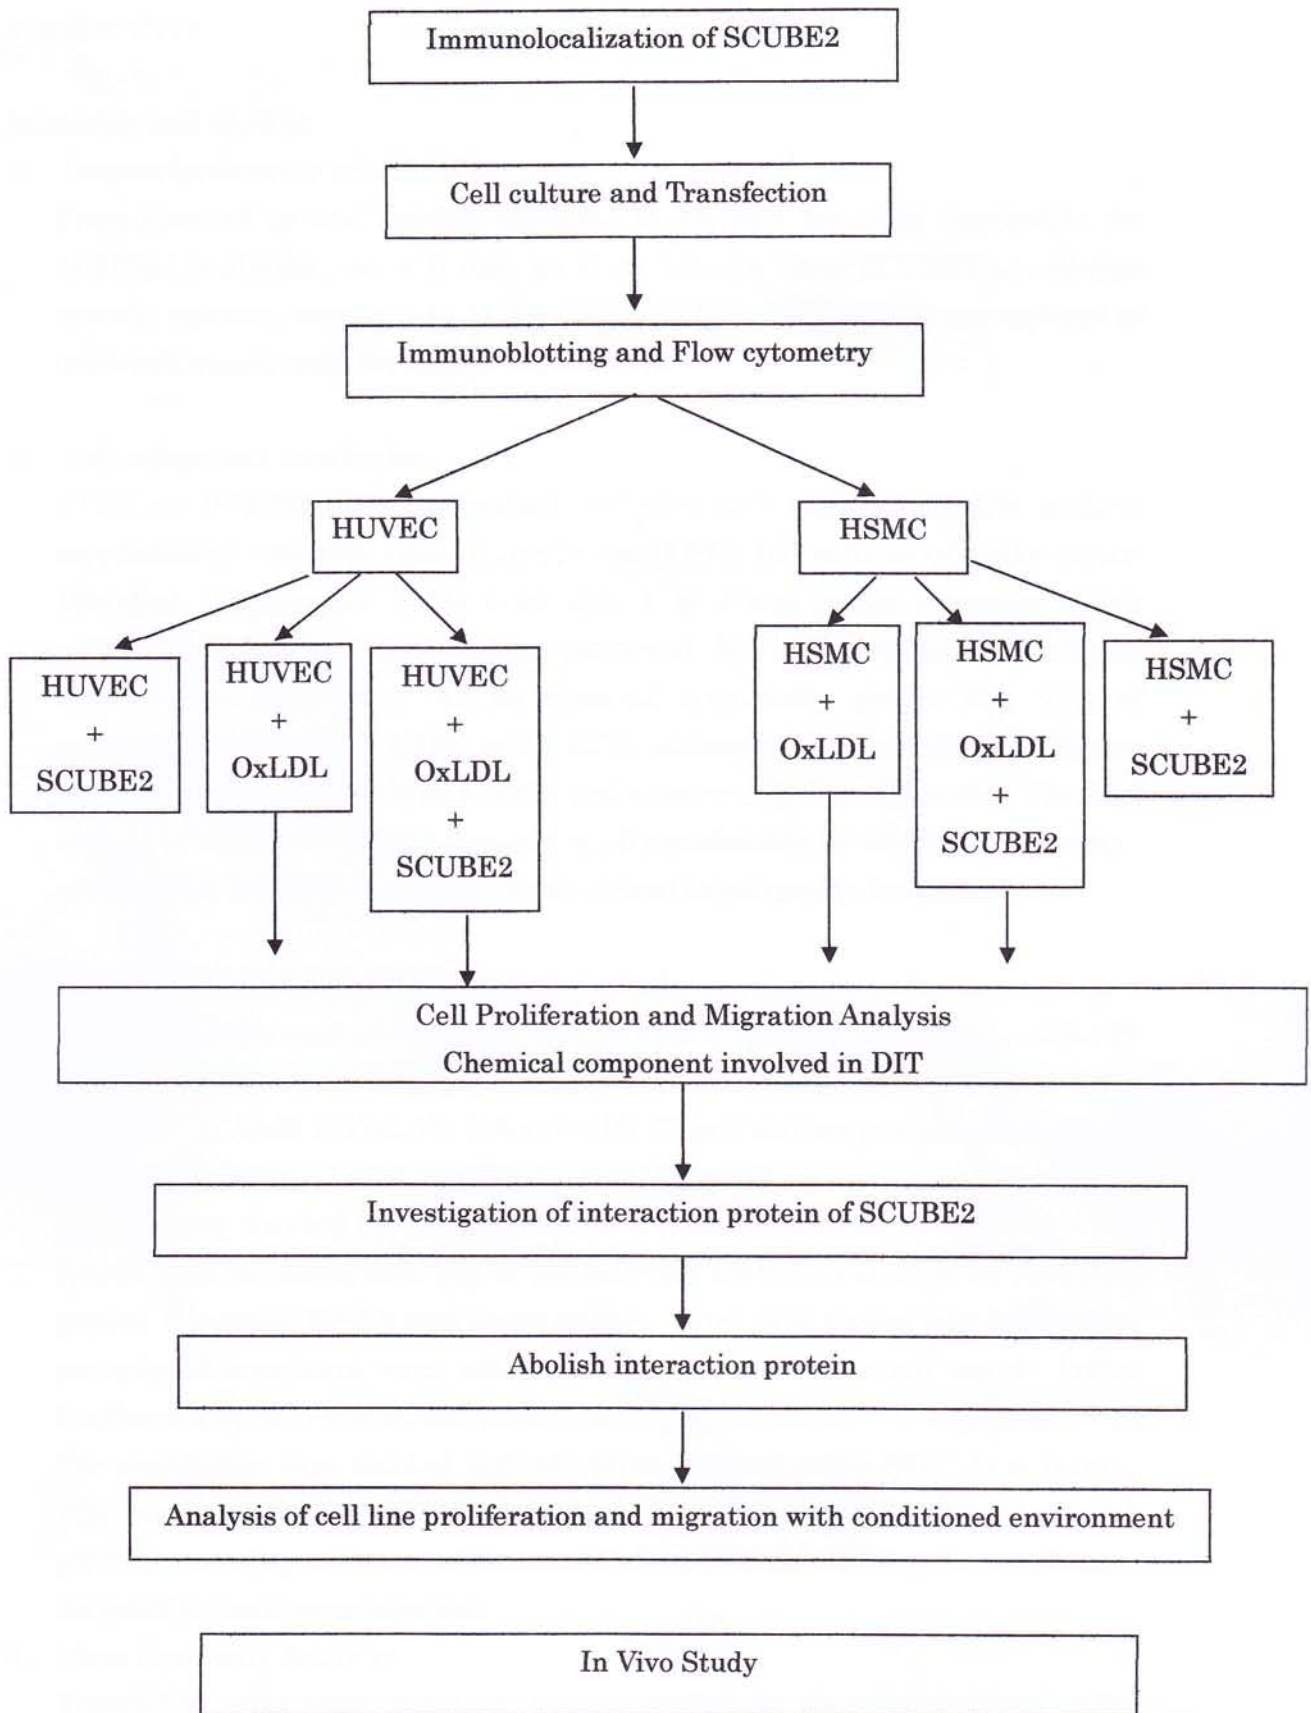 Immunolocalization of SCUBE2
Cell culture and Transfection
Immunoblotting and Flow cytometry
HUVEC
HSMC
HUVEC
+
SCUBE2
HUVEC
+
OxLDL
HUVEC
+
OxLDL
+
SCUBE2
HSMC
+
OxLDL
HSMC
+
OxLDL
+
SCUBE2
HSMC
+
SCUBE2
Cell Proliferation and Migration Analysis
Chemical component involved in DIT
Investigation of interaction protein of SCUBE2
Abolish interaction protein
Analysis of cell line proliferation and migration with conditioned environment
In Vivo Study